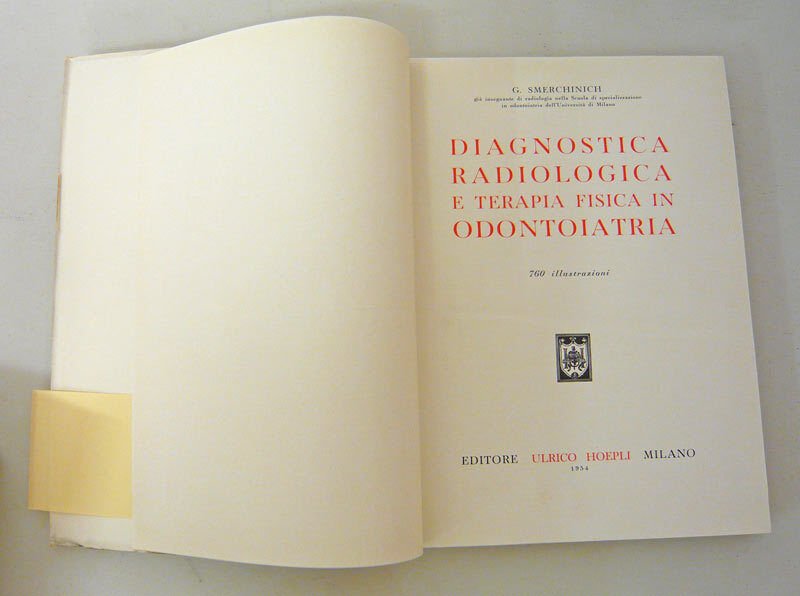 G. SMERCHINICH
già insegnante di radiologia nella Scuola di specializzazione
in odontoiatria dell'Università di Milano
DIAGNOSTICA
RADIOLOGICA
E TERAPIA FISICA IN
ODONTOIATRIA
760 illustrazioni
EDITORE ULRICO HOEPLI MILANO
1954